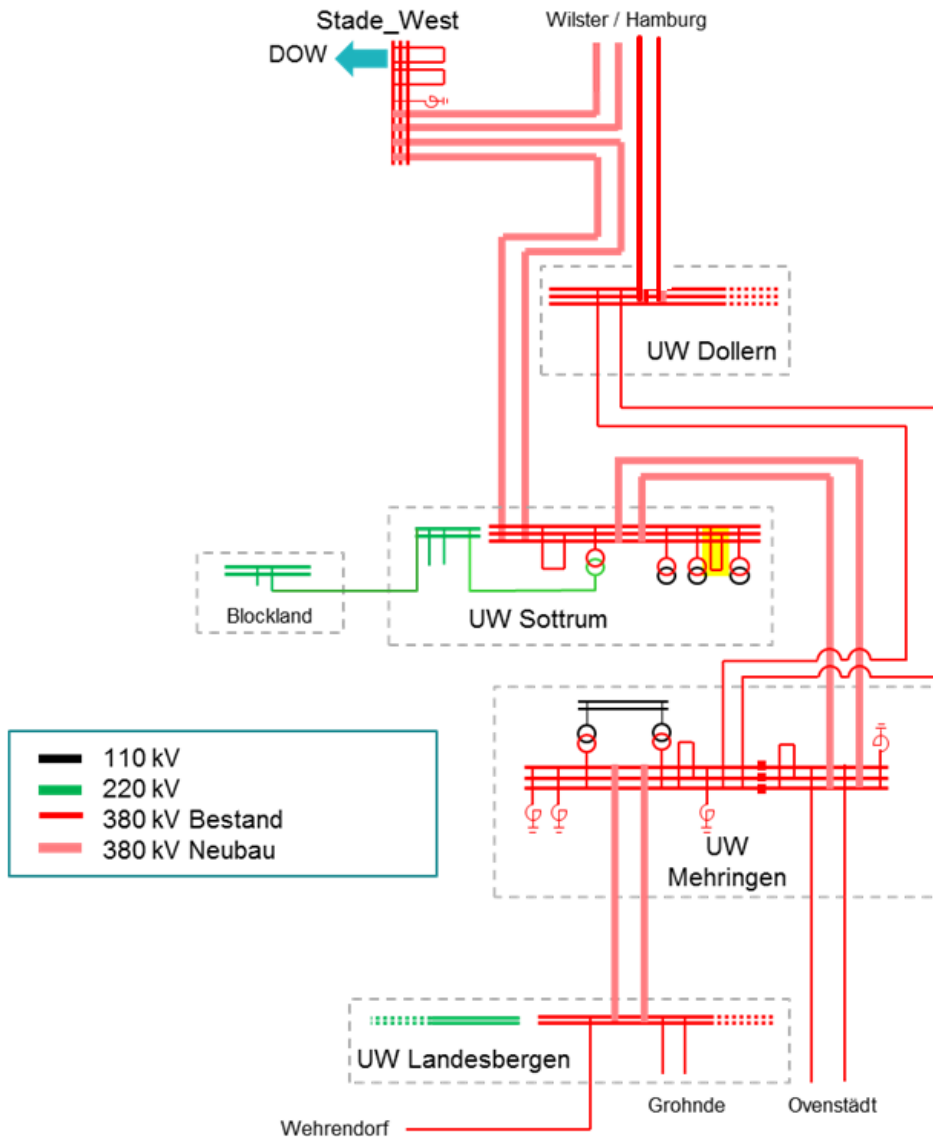 Stade_West
Wilster / Hamburg
DOW
UW Dollern
UW Sottrum
Blockland
110 kV
220 kV
380 kV Bestand
380 kV Neubau
UW
Mehringen
UW Landesbergen
Grohnde
Ovenstädt
Wehrendorf